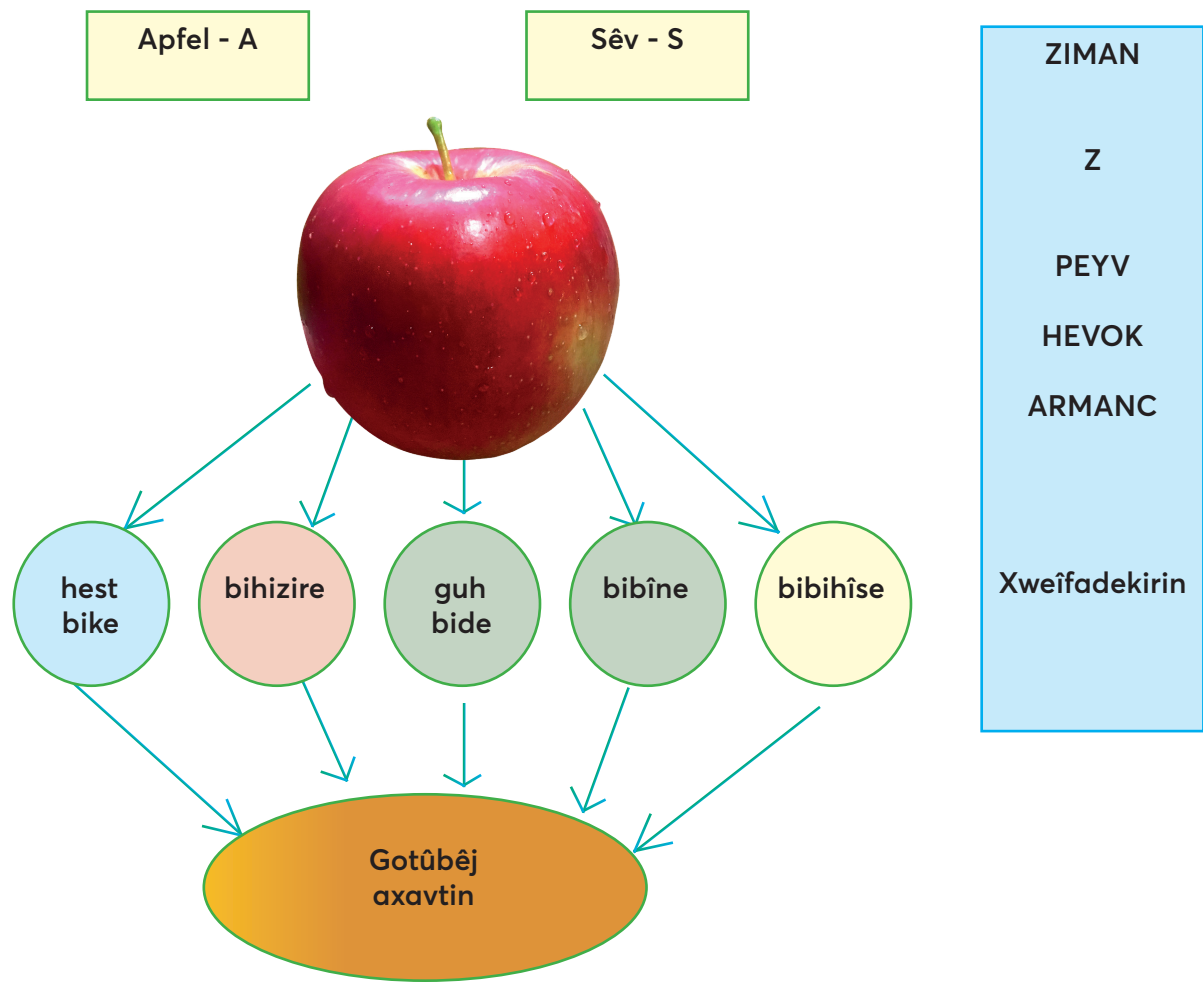 Apfel - A
Sêv - S
hest
bike
bihizire
guh
bide
bibîne
bibihîse
Gotûbêj
axavtin
ZIMAN
Z
PEYV
HEVOK
ARMANC
Xweîfadekirin